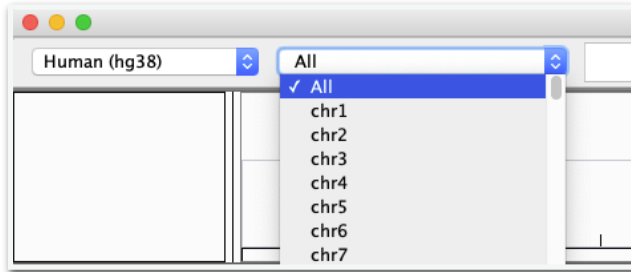 Human (hg38) All
✓ All
chr1
chr2
chr3
chr4
chr5
chr6
chr7